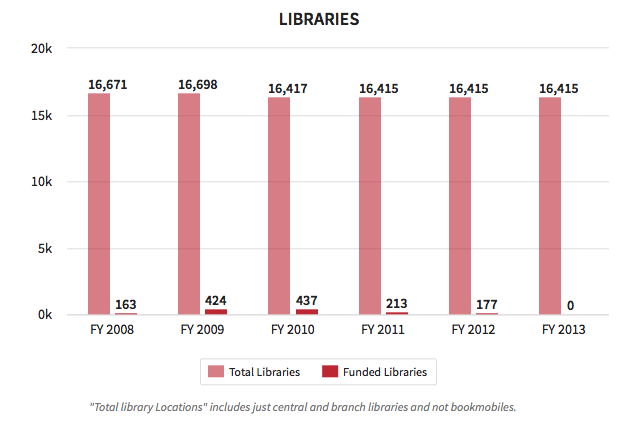 LIBRARIES
20k
16,671
16,698
16,417
16,415
16,415
16,415
15k
10k
5k
163
424
437
213
177
0
0k
FY 2008
FY 2009
FY 2010
FY 2011
FY 2012
FY 2013
Total Libraries
Funded Libraries
"Total library Locations" includes just central and branch libraries and not bookmobiles.